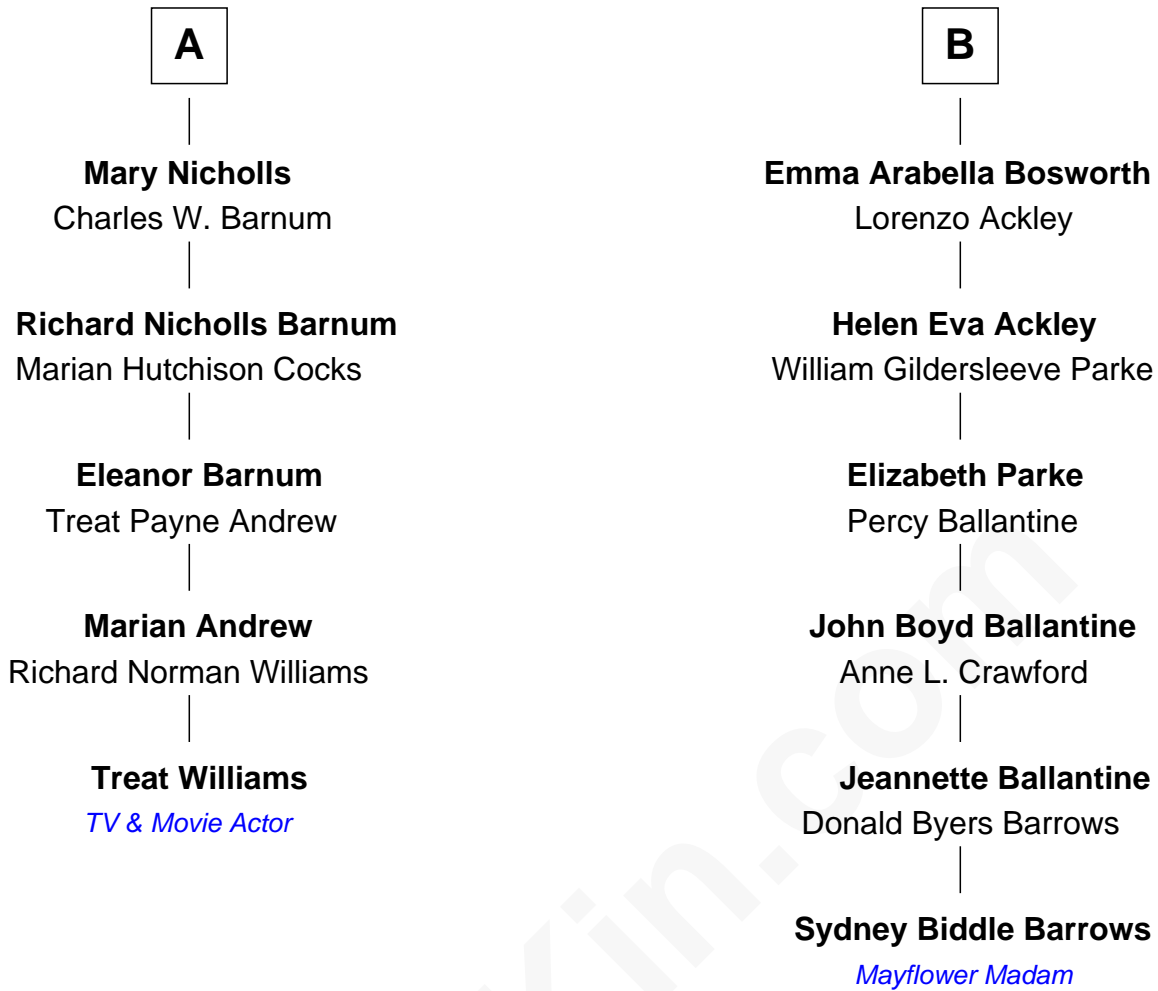 A
Mary Nicholls
Charles W. Barnum
Richard Nicholls Barnum
Marian Hutchison Cocks
Eleanor Barnum
Treat Payne Andrew
Marian Andrew
Richard Norman Williams
Treat Williams
TV & Movie Actor
B
Emma Arabella Bosworth
Lorenzo Ackley
Helen Eva Ackley
William Gildersleeve Parke
Elizabeth Parke
Percy Ballantine
John Boyd Ballantine
Anne L. Crawford
Jeannette Ballantine
Donald Byers Barrows
Sydney Biddle Barrows
Mayflower Madam
kin.com